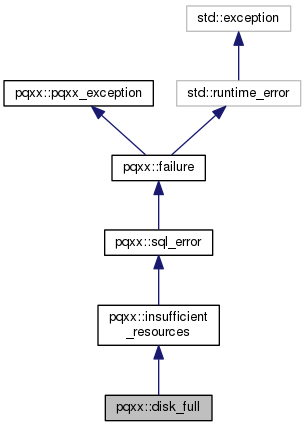 std::exception
pqxx::pqxx_exception
std::runtime_error
pqxx::failure
pqxx::sql_error
pqxx::insufficient
_resources
pqxx::disk_full